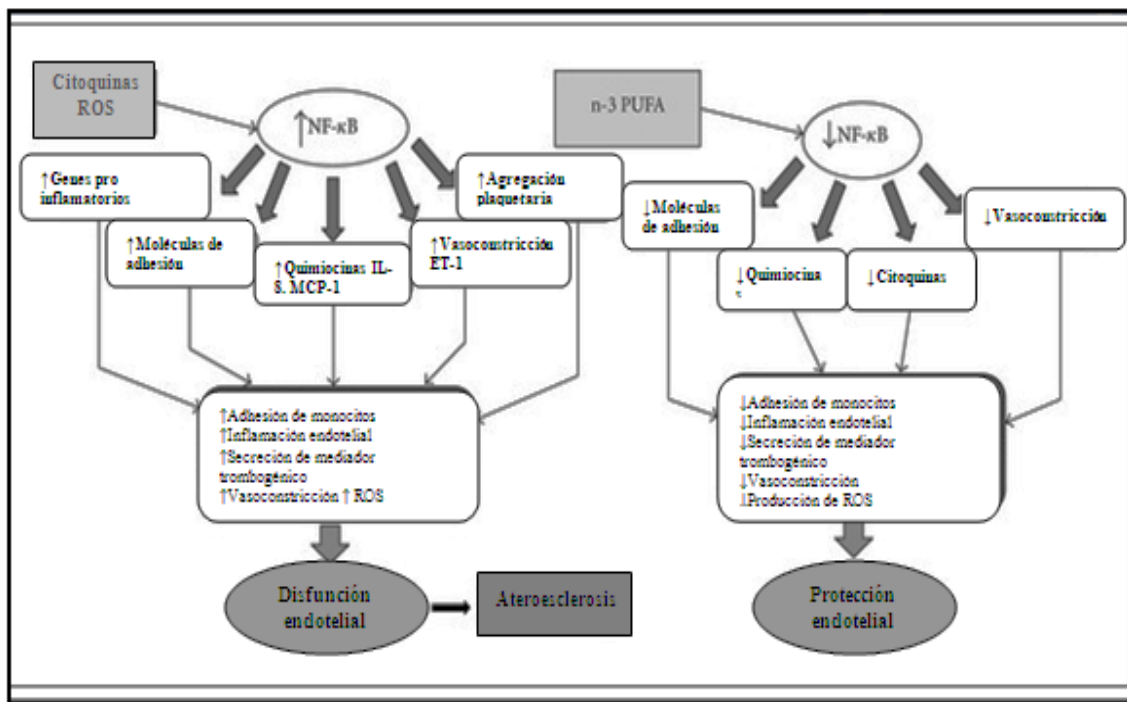 Citoquinas
ROS
↑NF-κB
↑Genes pro
inflamatorios
↑Moléculas de
adhesión
↑Quimiocinas IL-
8. MCP-1
↑Vasoconstricción
ET-1
↑Agregación
plaquetaria
↑Adhesión de monocitos
↑Inflamación endotelial
↑Secreción de mediador
trombogénico
↑Vasoconstricción ↑ ROS
Disfunción
endotelial
Ateroesclerosis
n-3 PUFA
↓NF-κB
↓Moléculas
de adhesión
↓Quimiocina
s
↓Citoquinas
↓Vasoconstricción
↓Adhesión de monocitos
↓Inflamación endotelial
↓Secreción de mediador
trombogénico
↓Vasoconstricción
↓Producción de ROS
Protección
endotelial